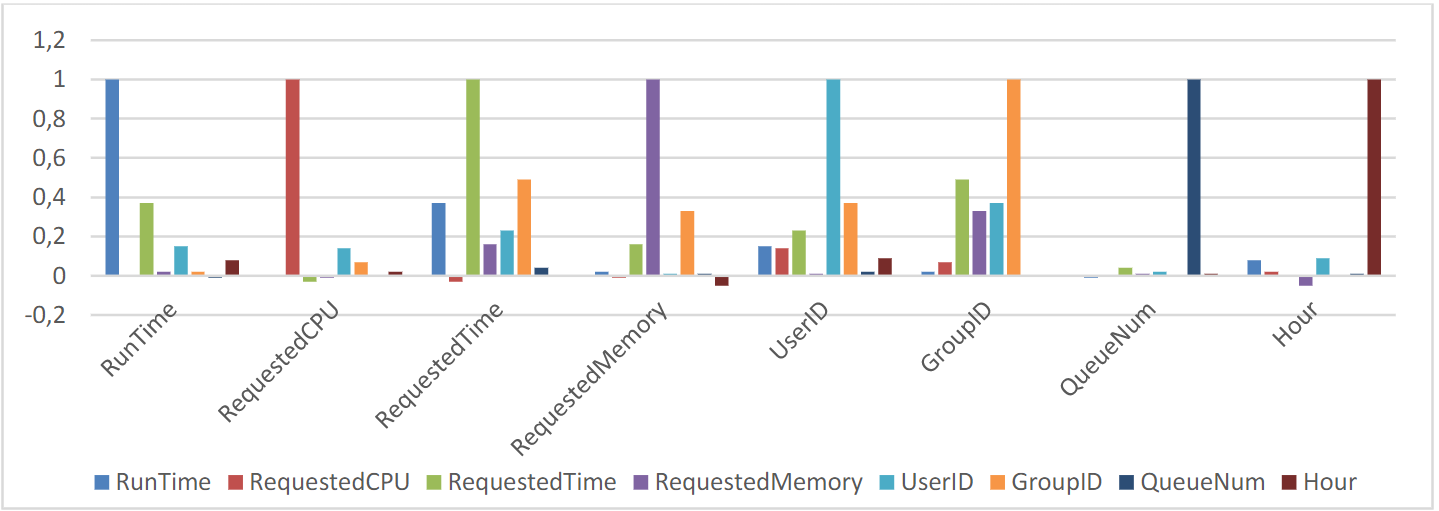 1,2
1
0,8
0,6
0,4
0,2
0
-0,2
RunTime
RequestedCPU
RequestedTime
RequestedMemory
UserID
GroupID
QueueNum
Hour
RunTime RequestedCPU RequestedTime RequestedMemory UserID GroupID QueueNum Hour